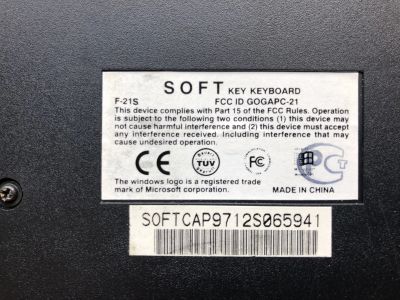 SOFT KEY KEYBOARD
F-21S FCC ID GOGAPC-21
This device complies with Part 15 of the FCC Rules. Operation
is subject to the following two conditions (1) this device may
not cause harmful interference and (2) this device must accept
any interference received. Including interference that may
cause undesired operation.
CE TÜV FC
The windows logo is a registered trade
mark of Microsoft corporation.
MADE IN CHINA
SOFTCAP9712S065941